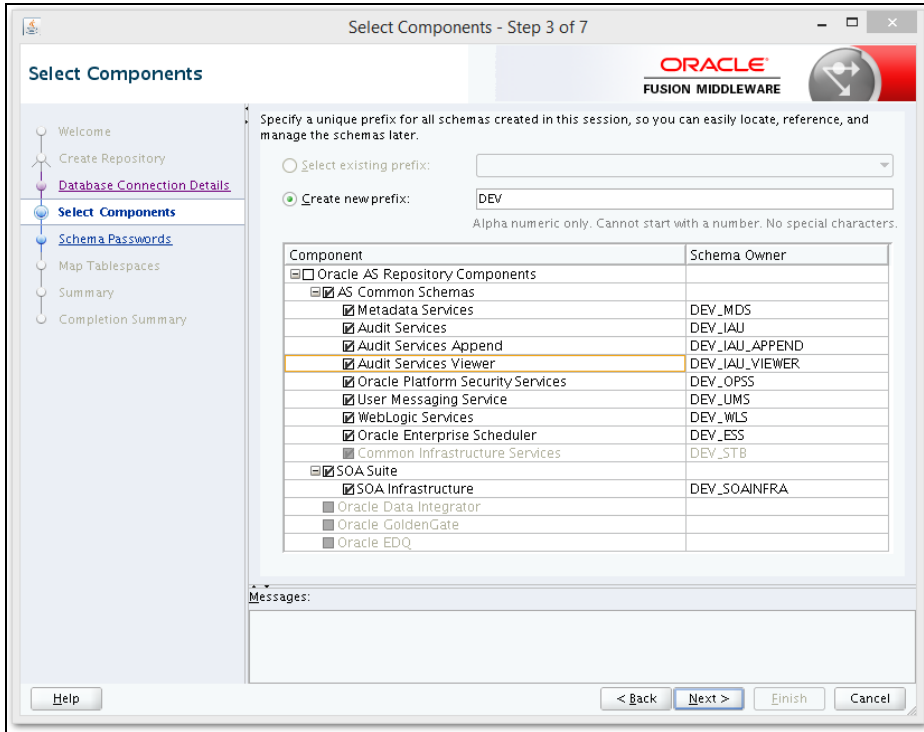 Select Components - Step 3 of 7
Select Components
ORACLE
FUSION MIDDLEWARE
Welcome
Create Repository
Database Connection Details
Select Components
Schema Passwords
Map Tablespaces
Summary
Completion Summary
Specify a unique prefix for all schemas created in this session, so you can easily locate, reference, and
manage the schemas later.
Select existing prefix:
Create new prefix: DEV
Alpha numeric only. Cannot start with a number. No special characters.
Component Schema Owner
Oracle AS Repository Components
AS Common Schemas
Metadata Services DEV_MDS
Audit Services DEV_IAU
Audit Services Append DEV_IAU_APPEND
Audit Services Viewer DEV_IAU_VIEWER
Oracle Platform Security Services DEV_OPSS
User Messaging Service DEV_UMS
WebLogic Services DEV_WLS
Oracle Enterprise Scheduler DEV_ESS
Common Infrastructure Services DEV_STB
SOA Suite
SOA Infrastructure DEV_SOAINFRA
Oracle Data Integrator
Oracle GoldenGate
Oracle EDQ
Messages:
Help < Back Next > Finish Cancel